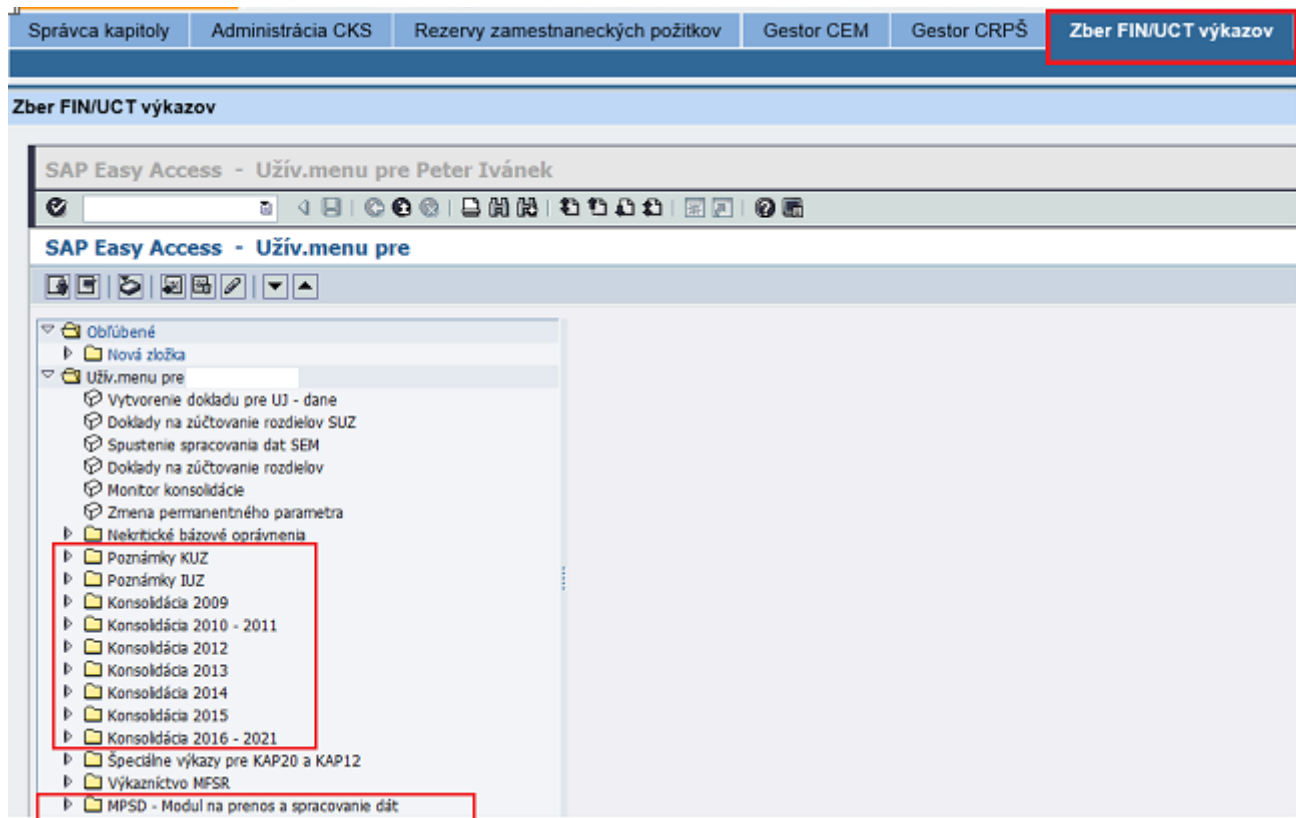 Správca kapitoly Administrácia CKS Rezervy zamestnaneckých požitkov Gestor CEM Gestor CRPŠ Zber FIN/UCT výkazov
Zber FIN/UCT výkazov
SAP Easy Access - Užív.menu pre Peter Ivánek
SAP Easy Access - Užív.menu pre
Obľúbené
Nová zložka
Užív.menu pre
Vytvorenie dokladu pre UJ - dane
Doklady na zúčtovanie rozdielov SUZ
Spustenie spracovania dat SEM
Doklady na zúčtovanie rozdielov
Monitor konsolidácie
Zmena permanentného parametra
Nekritické bázové oprávnenia
Poznámky KUZ
Poznámky IUZ
Konsolidácia 2009
Konsolidácia 2010 - 2011
Konsolidácia 2012
Konsolidácia 2013
Konsolidácia 2014
Konsolidácia 2015
Konsolidácia 2016 - 2021
Špeciálne výkazy pre KAP20 a KAP12
Výkazníctvo MFSR
MPSD - Modul na prenos a spracovanie dát